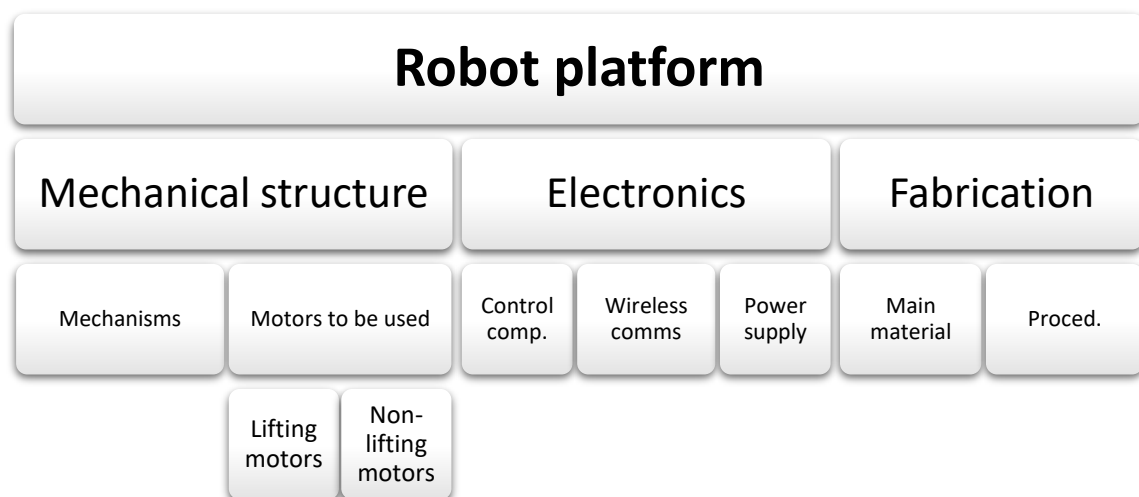 Robot platform
Mechanical structure
Electronics
Fabrication
Mechanisms
Motors to be used
Control
comp.
Wireless
comms
Power
supply
Main
material
Proced.
Lifting
motors
Non-
lifting
motors